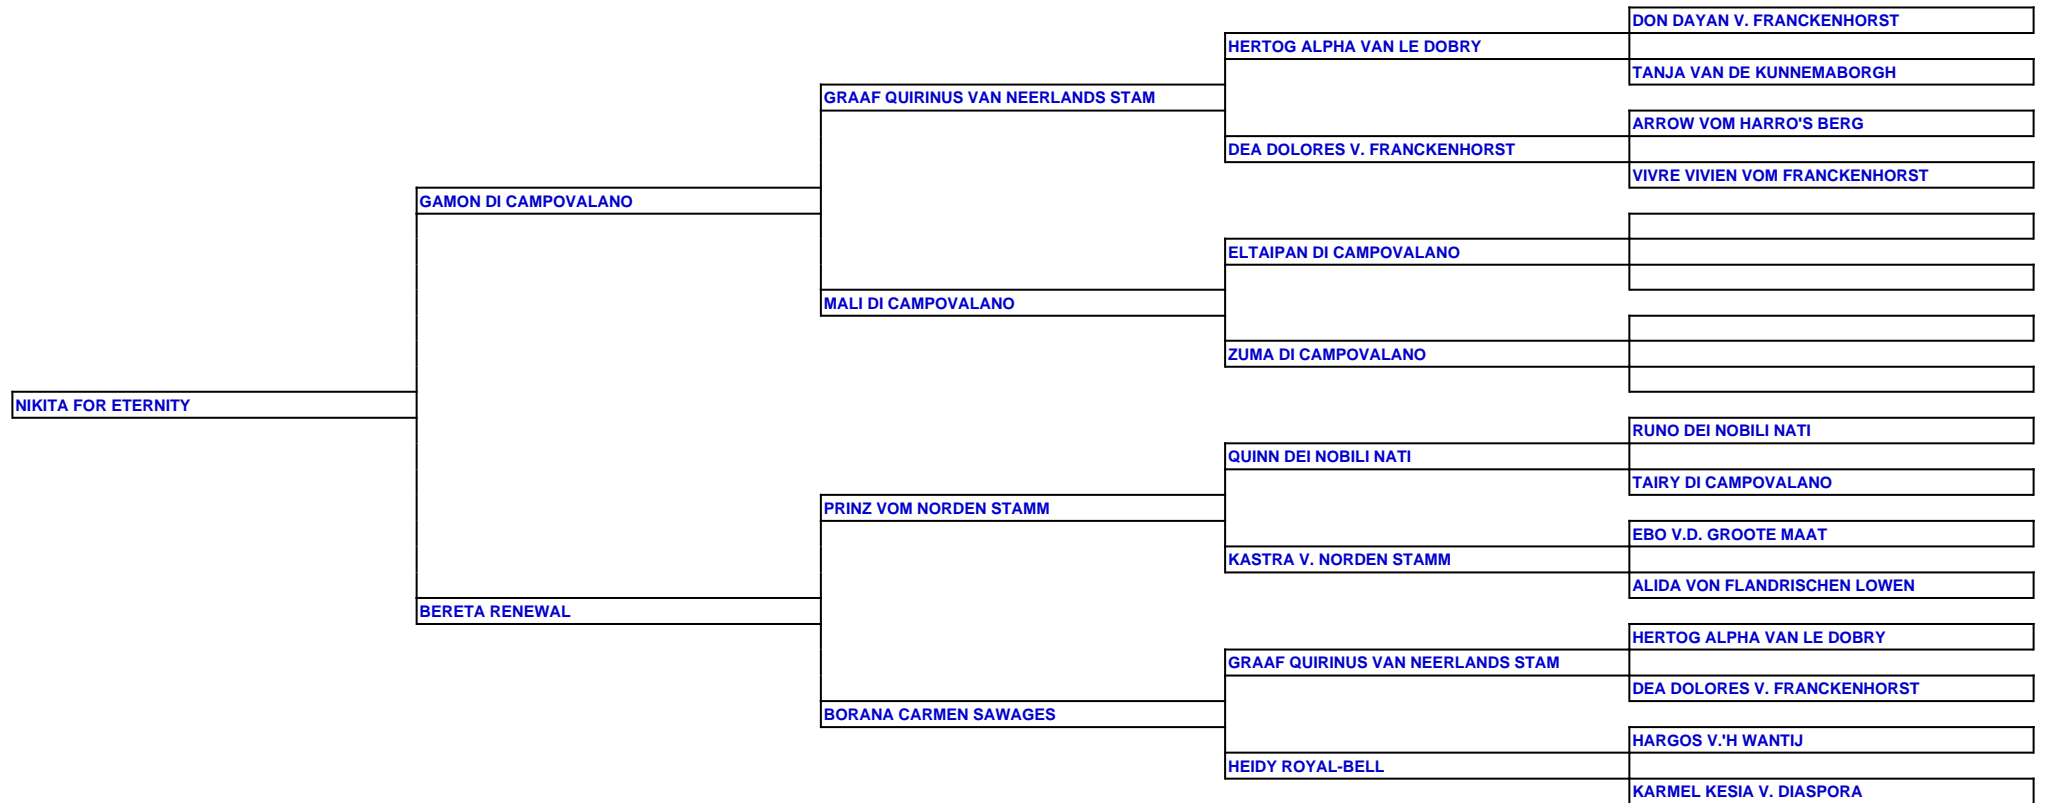 DON DAYAN V. FRANCKENHORST
HERTOG ALPHA VAN LE DOBRY
TANJA VAN DE KUNNEMABORGH
GRAAF QUIRINUS VAN NEERLANDS STAM
ARROW VOM HARRO'S BERG
DEA DOLORES V. FRANCKENHORST
VIVRE VIVIEN VOM FRANCKENHORST
GAMON DI CAMPOVALANO
ELTAIPAN DI CAMPOVALANO
MALI DI CAMPOVALANO
ZUMA DI CAMPOVALANO
NIKITA FOR ETERNITY
RUNO DEI NOBILI NATI
QUINN DEI NOBILI NATI
TAIRY DI CAMPOVALANO
PRINZ VOM NORDEN STAMM
EBO V.D. GROOTE MAAT
KASTRA V. NORDEN STAMM
ALIDA VON FLANDRISCHEN LOWEN
BERETA RENEWAL
HERTOG ALPHA VAN LE DOBRY
GRAAF QUIRINUS VAN NEERLANDS STAM
DEA DOLORES V. FRANCKENHORST
BORANA CARMEN SAWAGES
HARGOS V.'H WANTIJ
HEIDY ROYAL-BELL
KARMEL KESIA V. DIASPORA